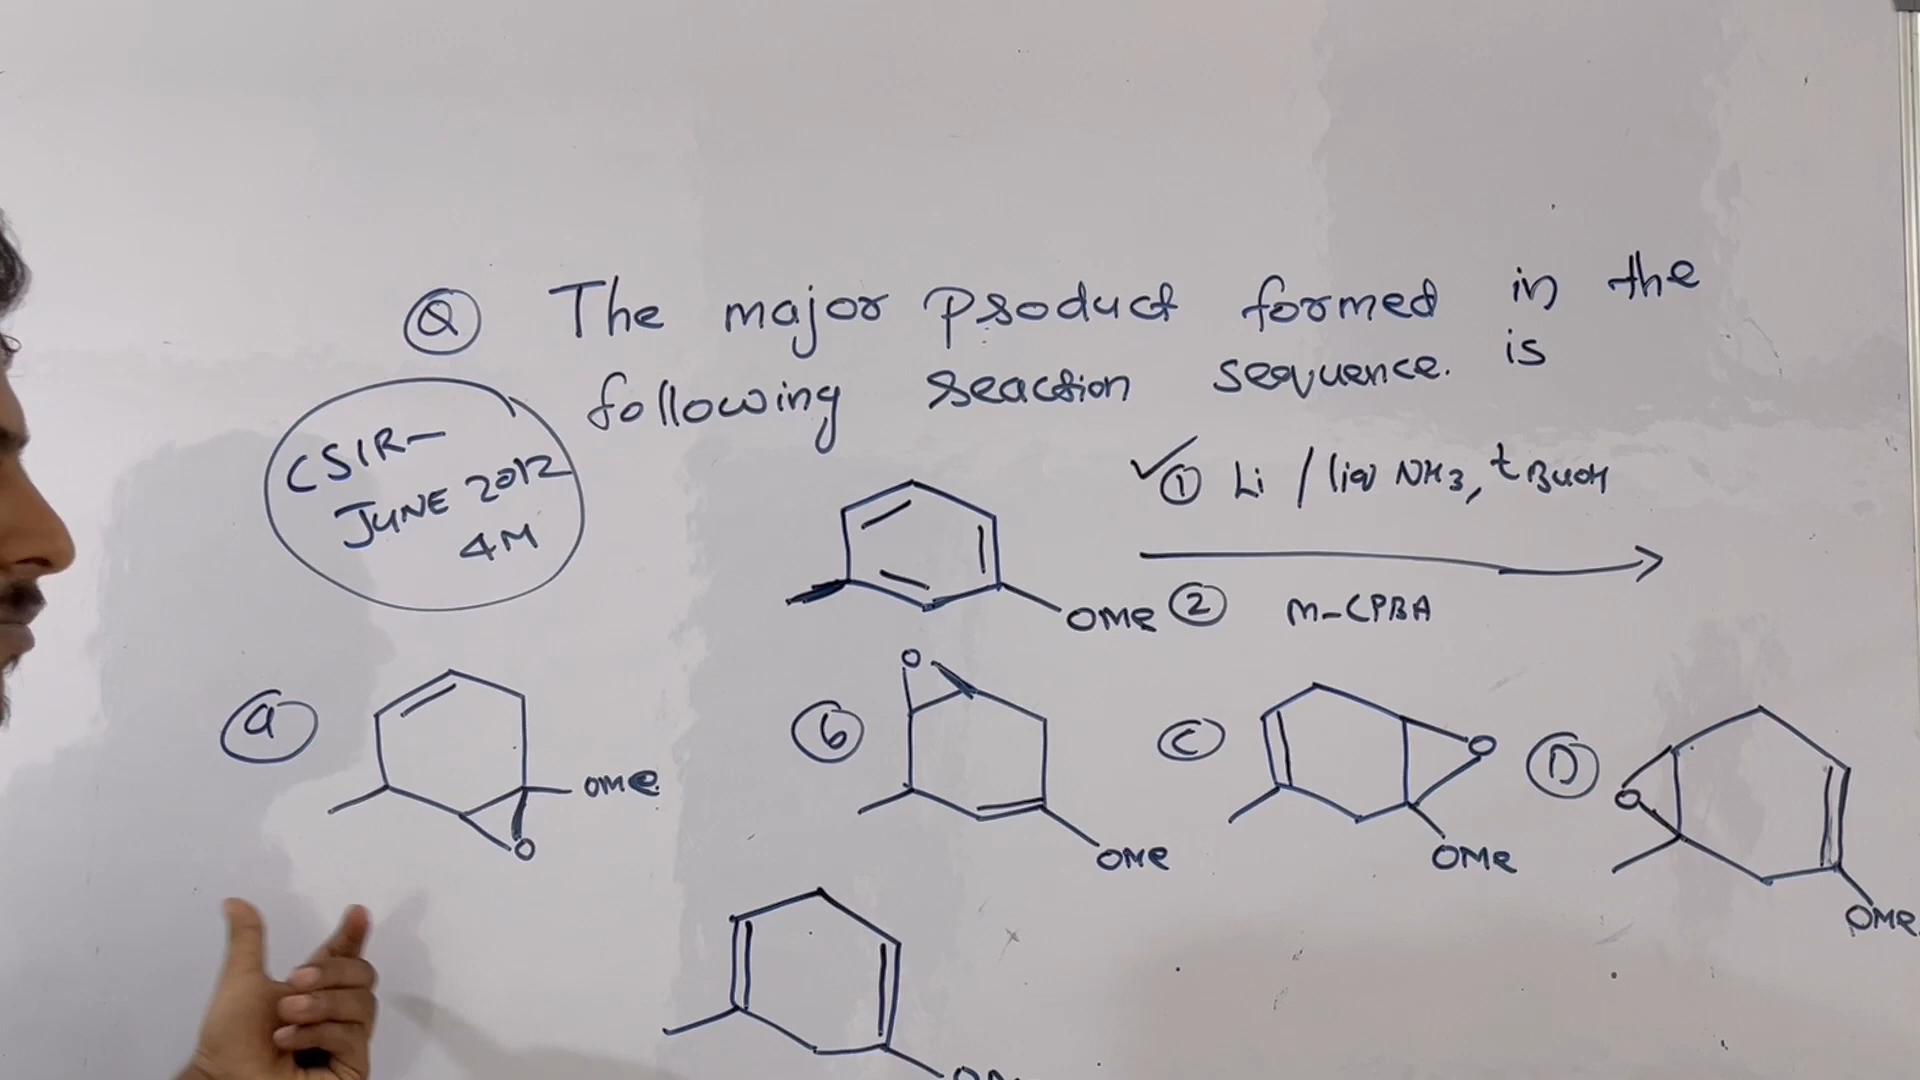 Q The major product formed in the
following reaction sequence. is
CSIR-
JUNE 2012
4M
① Li / liq NH3, tBuOH
OMe ② m-CPBA
a OMe O
b O OMe
C O OMe
D O OMe